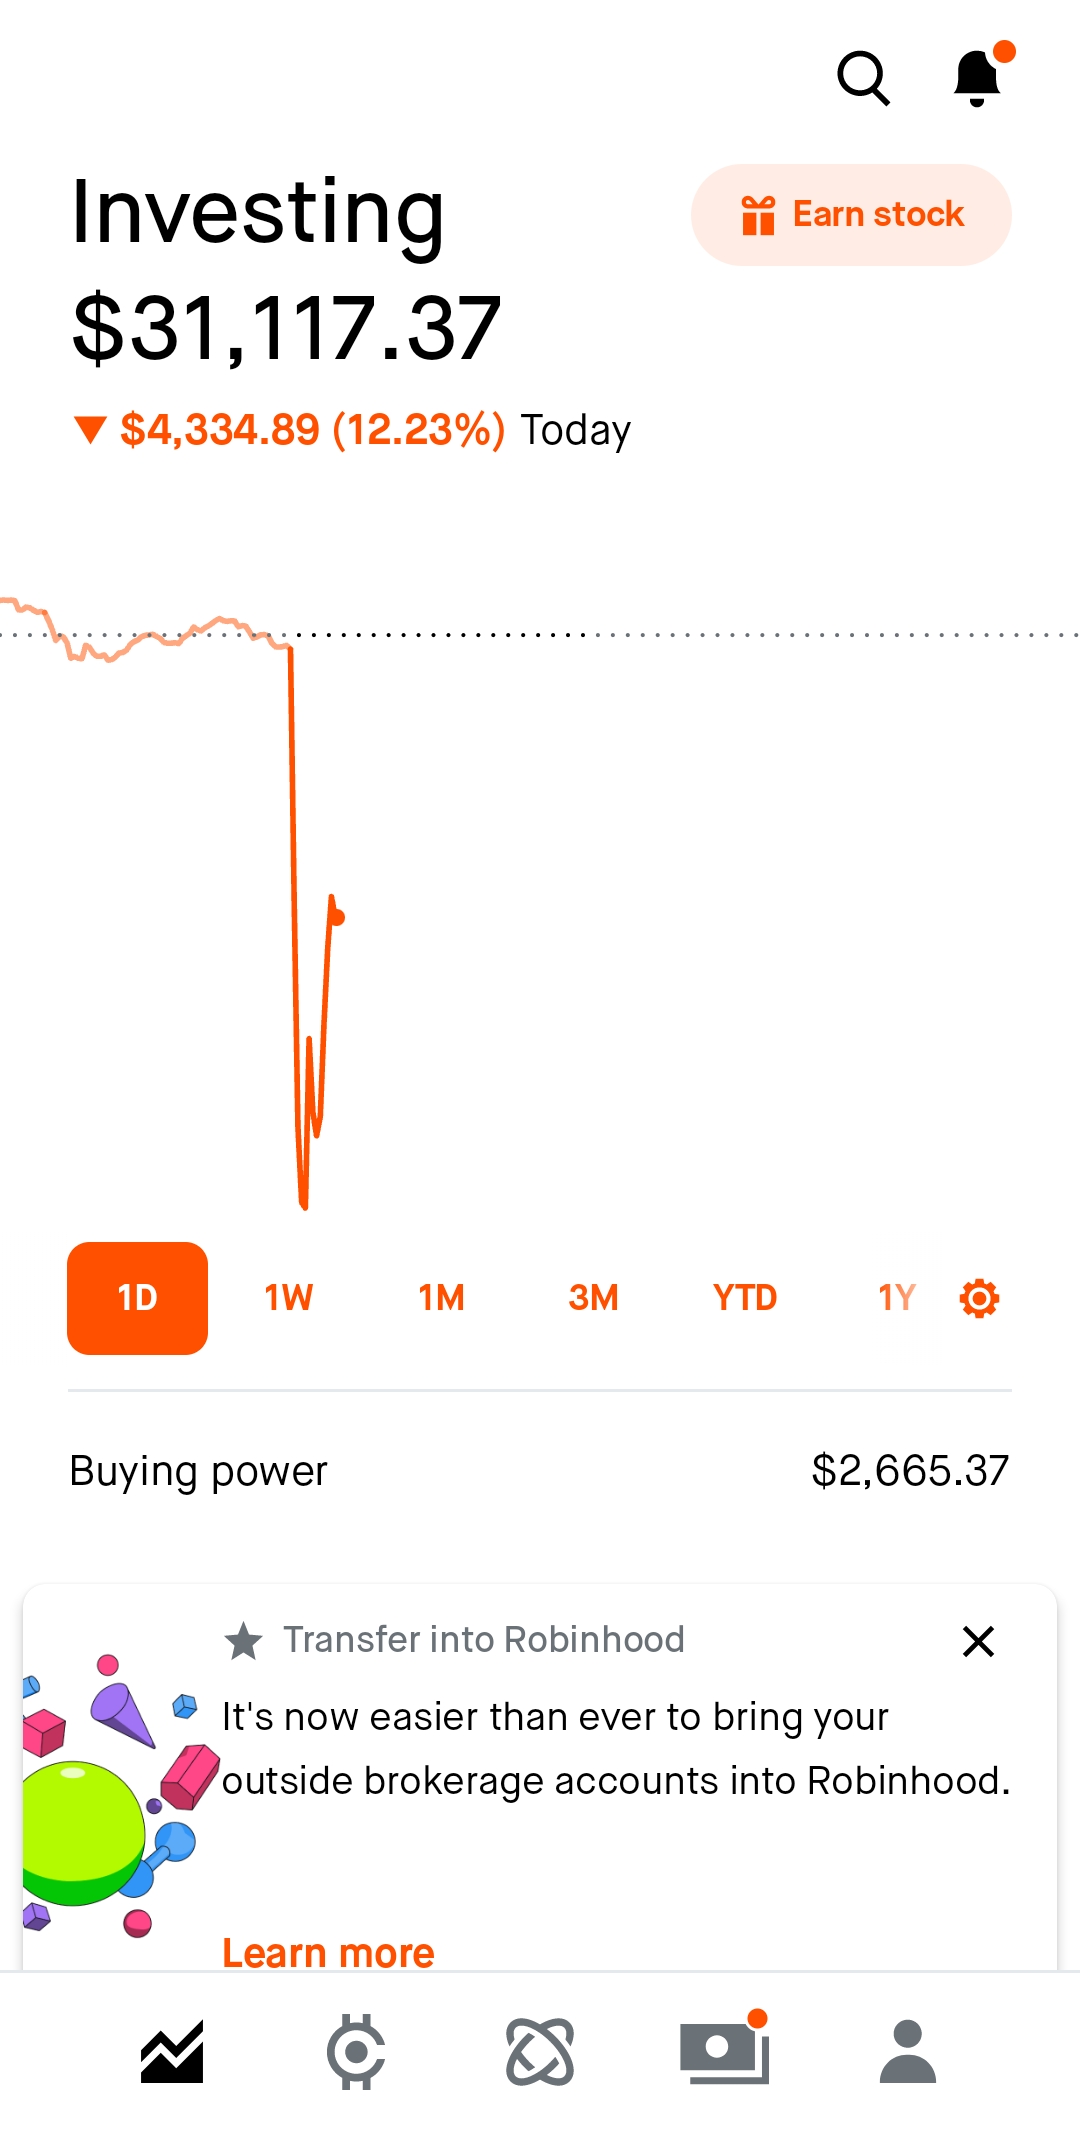 Investing
Earn stock
$31,117.37
▼ $4,334.89 (12.23%) Today
1D 1W 1M 3M YTD 1Y
Buying power $2,665.37
Transfer into Robinhood
It's now easier than ever to bring your
outside brokerage accounts into Robinhood.
Learn more